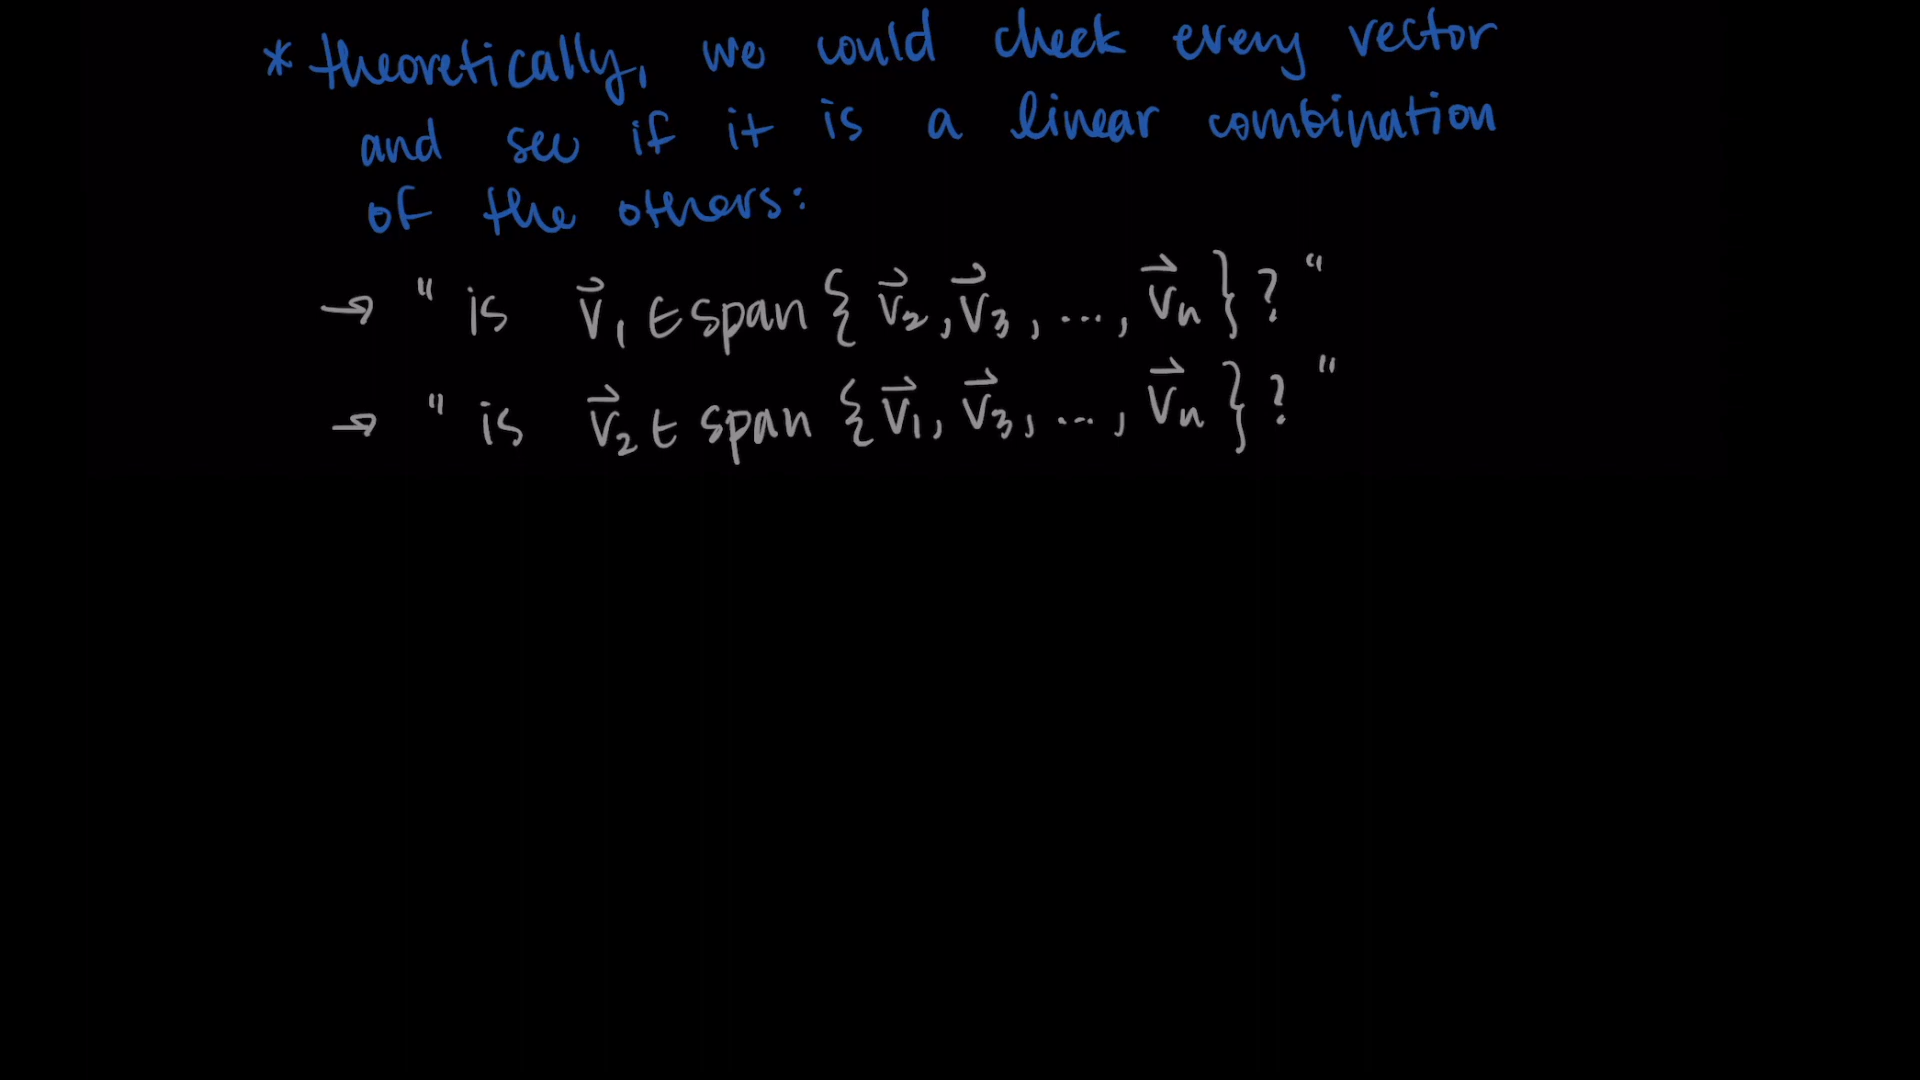 * theoretically, we could check every vector
and see if it is a linear combination
of the others:
→ " is v⃗₁ ∈ span { v⃗₂, v⃗₃, ..., v⃗ₙ }? "
→ " is v⃗₂ ∈ span { v⃗₁, v⃗₃, ..., v⃗ₙ }? "